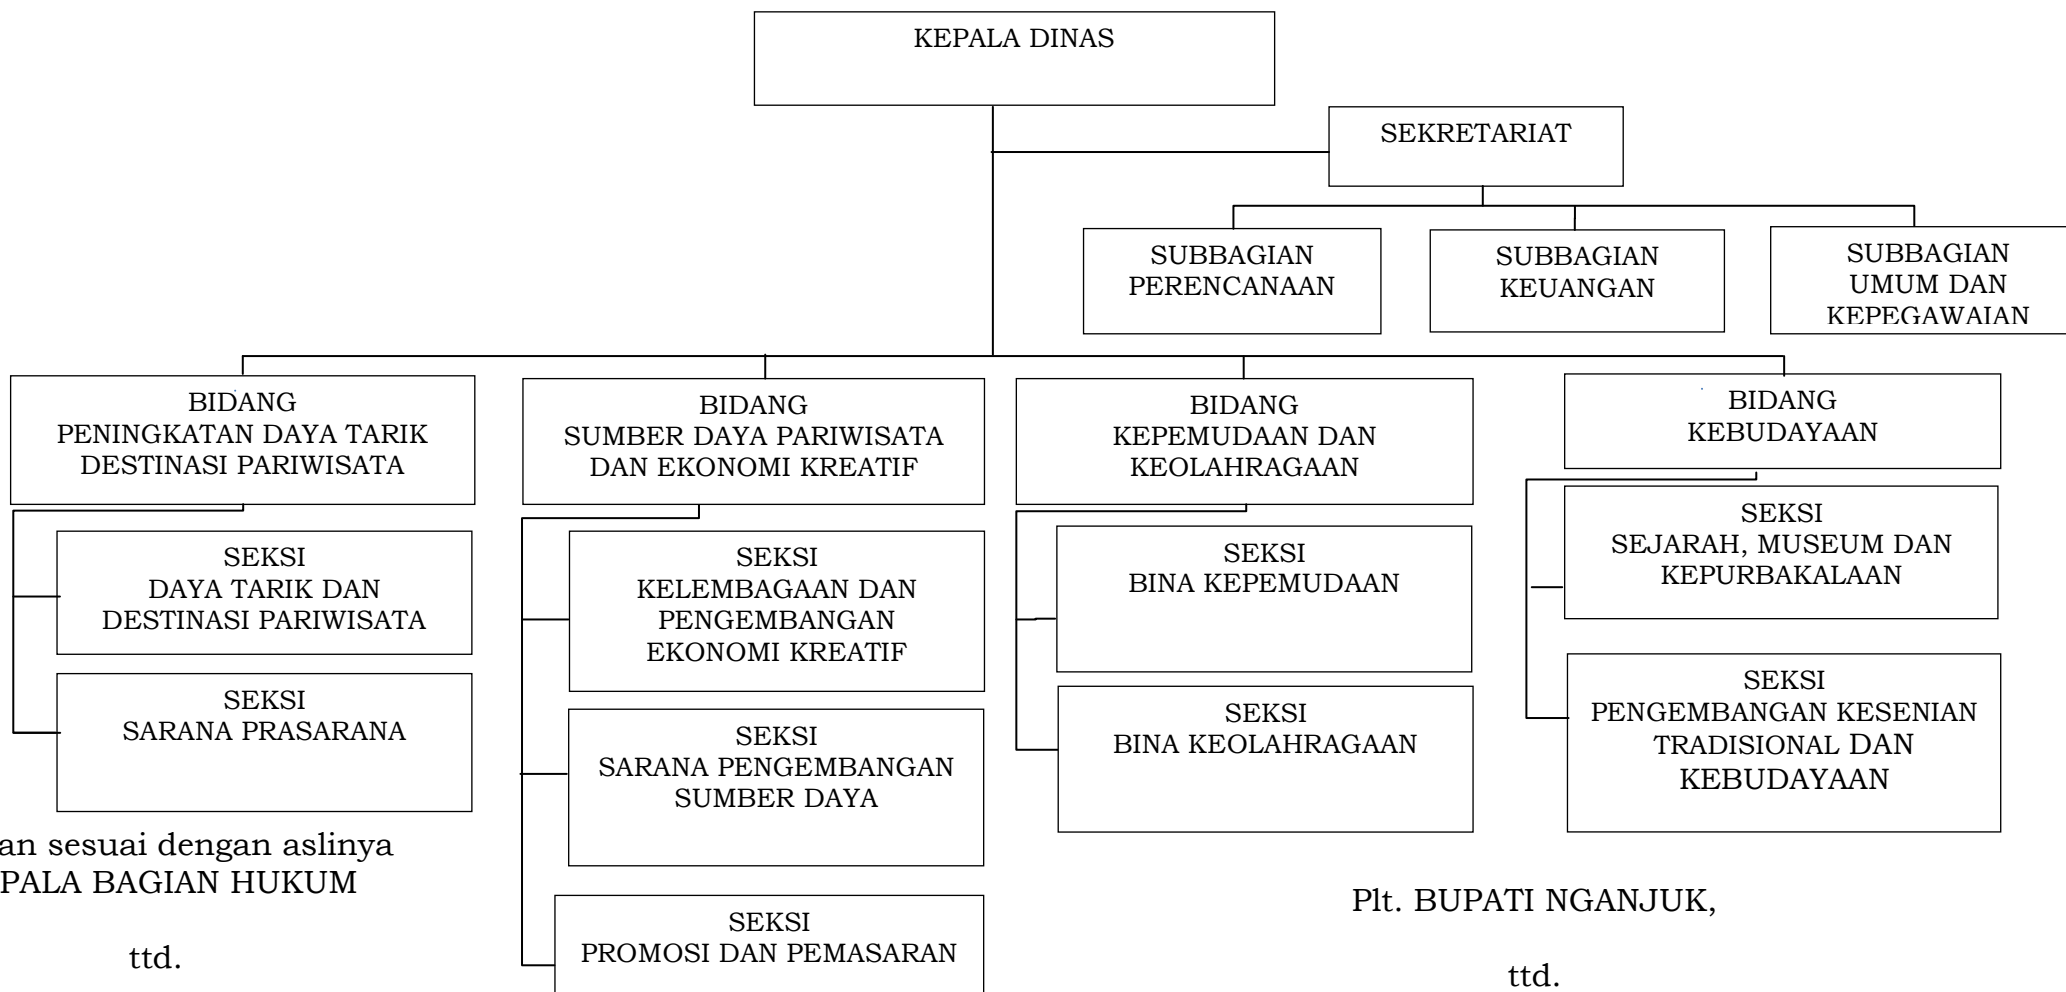 KEPALA DINAS
SEKRETARIAT
SUBBAGIAN
PERENCANAAN
SUBBAGIAN
KEUANGAN
SUBBAGIAN
UMUM DAN
KEPEGAWAIAN
BIDANG
PENINGKATAN DAYA TARIK
DESTINASI PARIWISATA
BIDANG
SUMBER DAYA PARIWISATA
DAN EKONOMI KREATIF
BIDANG
KEPEMUDAAN DAN
KEOLAHRAGAAN
BIDANG
KEBUDAYAAN
SEKSI
DAYA TARIK DAN
DESTINASI PARIWISATA
SEKSI
SARANA PRASARANA
SEKSI
KELEMBAGAAN DAN
PENGEMBANGAN
EKONOMI KREATIF
SEKSI
SARANA PENGEMBANGAN
SUMBER DAYA
SEKSI
PROMOSI DAN PEMASARAN
SEKSI
BINA KEPEMUDAAN
SEKSI
BINA KEOLAHRAGAAN
SEKSI
SEJARAH, MUSEUM DAN
KEPURBAKALAAN
SEKSI
PENGEMBANGAN KESENIAN
TRADISIONAL DAN
KEBUDAYAAN
an sesuai dengan aslinya
PALA BAGIAN HUKUM
ttd.
Plt. BUPATI NGANJUK,
ttd.